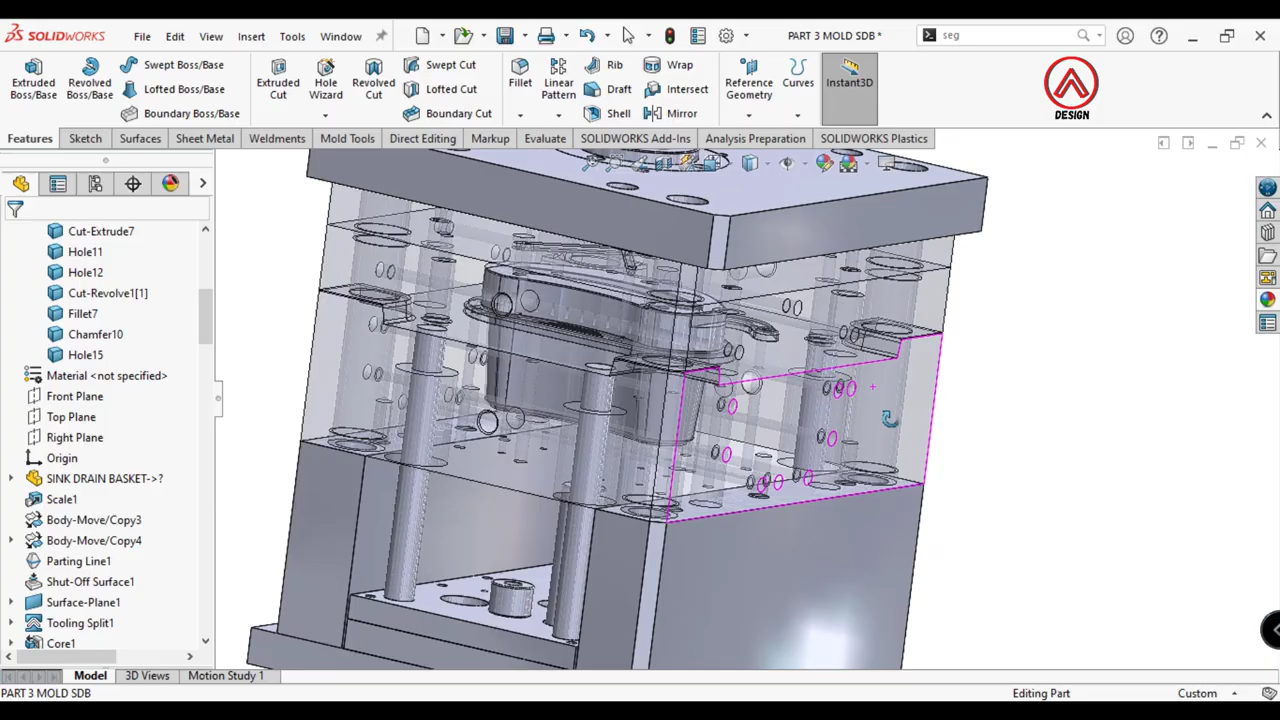 SOLIDWORKS File Edit View Insert Tools Window PART 3 MOLD SDB * seg
Extruded Boss/Base
Revolved Boss/Base
Swept Boss/Base
Lofted Boss/Base
Boundary Boss/Base
Extruded Cut
Hole Wizard
Revolved Cut
Swept Cut
Lofted Cut
Boundary Cut
Fillet
Linear Pattern
Rib
Draft
Shell
Wrap
Intersect
Mirror
Reference Geometry
Curves
Instant3D
DESIGN
Features Sketch Surfaces Sheet Metal Weldments Mold Tools Direct Editing Markup Evaluate SOLIDWORKS Add-Ins Analysis Preparation SOLIDWORKS Plastics
Cut-Extrude7
Hole11
Hole12
Cut-Revolve1[1]
Fillet7
Chamfer10
Hole15
Material <not specified>
Front Plane
Top Plane
Right Plane
Origin
SINK DRAIN BASKET->?
Scale1
Body-Move/Copy3
Body-Move/Copy4
Parting Line1
Shut-Off Surface1
Surface-Plane1
Tooling Split1
Core1
Model 3D Views Motion Study 1
PART 3 MOLD SDB Editing Part Custom